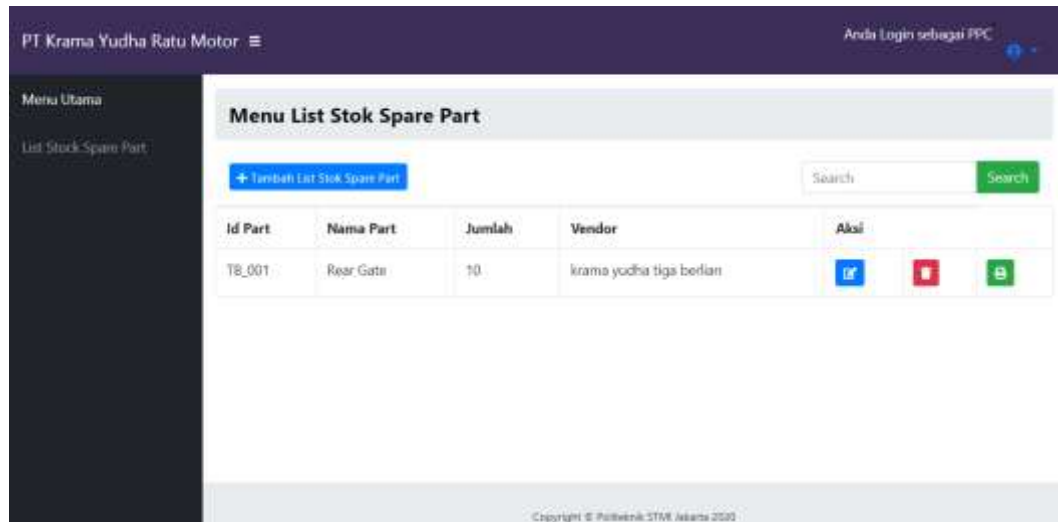 PT Krama Yudha Ratu Motor
Anda Login sebagai PPC
Menu Utama
List Stock Spare Part
Menu List Stok Spare Part
+ Tambah List Stok Spare Part
Search Search
Id Part Nama Part Jumlah Vendor Aksi
TB_001 Rear Gate 10 krama yudha tiga berlian
Copyright © Politeknik STMI Jakarta 2020